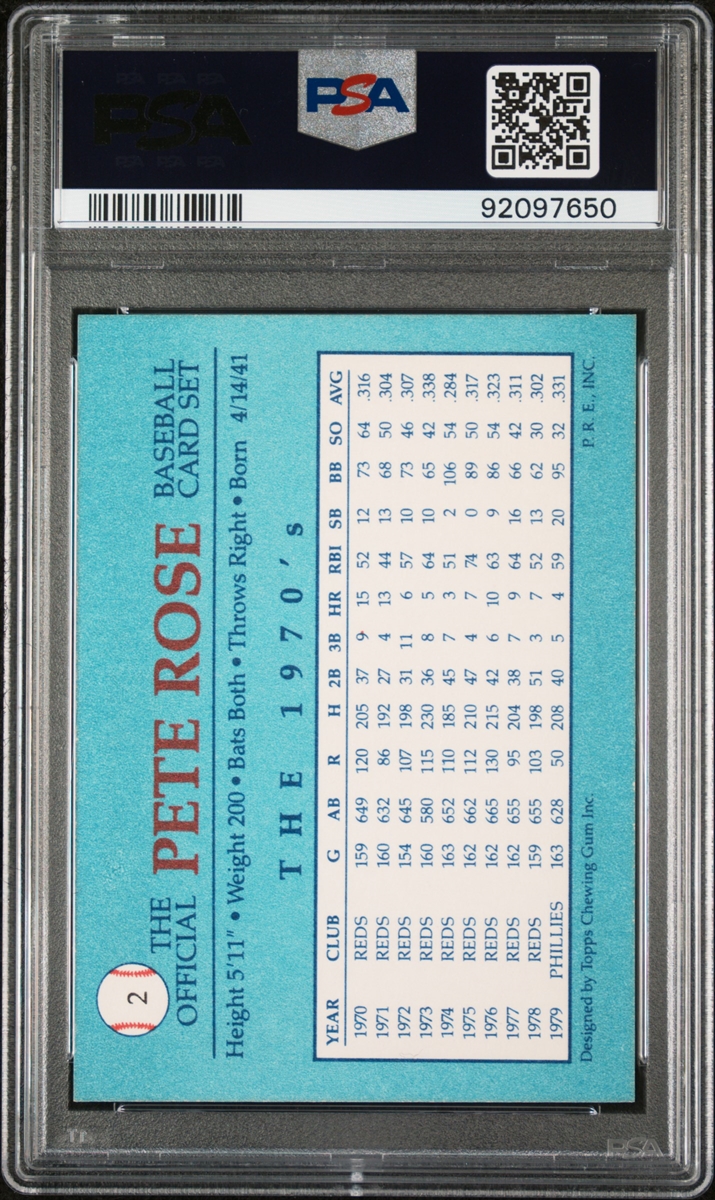 PSA
PSA
92097650
2
THE
OFFICIAL
PETE ROSE
BASEBALL
CARD SET
Height 5'11" • Weight 200 • Bats Both • Throws Right • Born 4/14/41
THE 1970's
YEAR CLUB G AB R H 2B 3B HR RBI SB BB SO AVG
1970 REDS 159 649 120 205 37 9 15 52 12 73 64 .316
1971 REDS 160 632 86 192 27 4 13 44 13 68 50 .304
1972 REDS 154 645 107 198 31 11 6 57 10 73 46 .307
1973 REDS 160 580 115 230 36 8 5 64 10 65 42 .338
1974 REDS 163 652 110 185 45 7 3 51 2 106 54 .284
1975 REDS 162 662 112 210 47 4 7 74 0 89 50 .317
1976 REDS 162 665 130 215 42 6 10 63 9 86 54 .323
1977 REDS 162 655 95 204 38 7 9 64 16 66 42 .311
1978 REDS 159 655 103 198 51 3 7 52 13 62 30 .302
1979 PHILLIES 163 628 50 208 40 5 4 59 20 95 32 .331
Designed by Topps Chewing Gum Inc. P. R. E., INC.
PSA